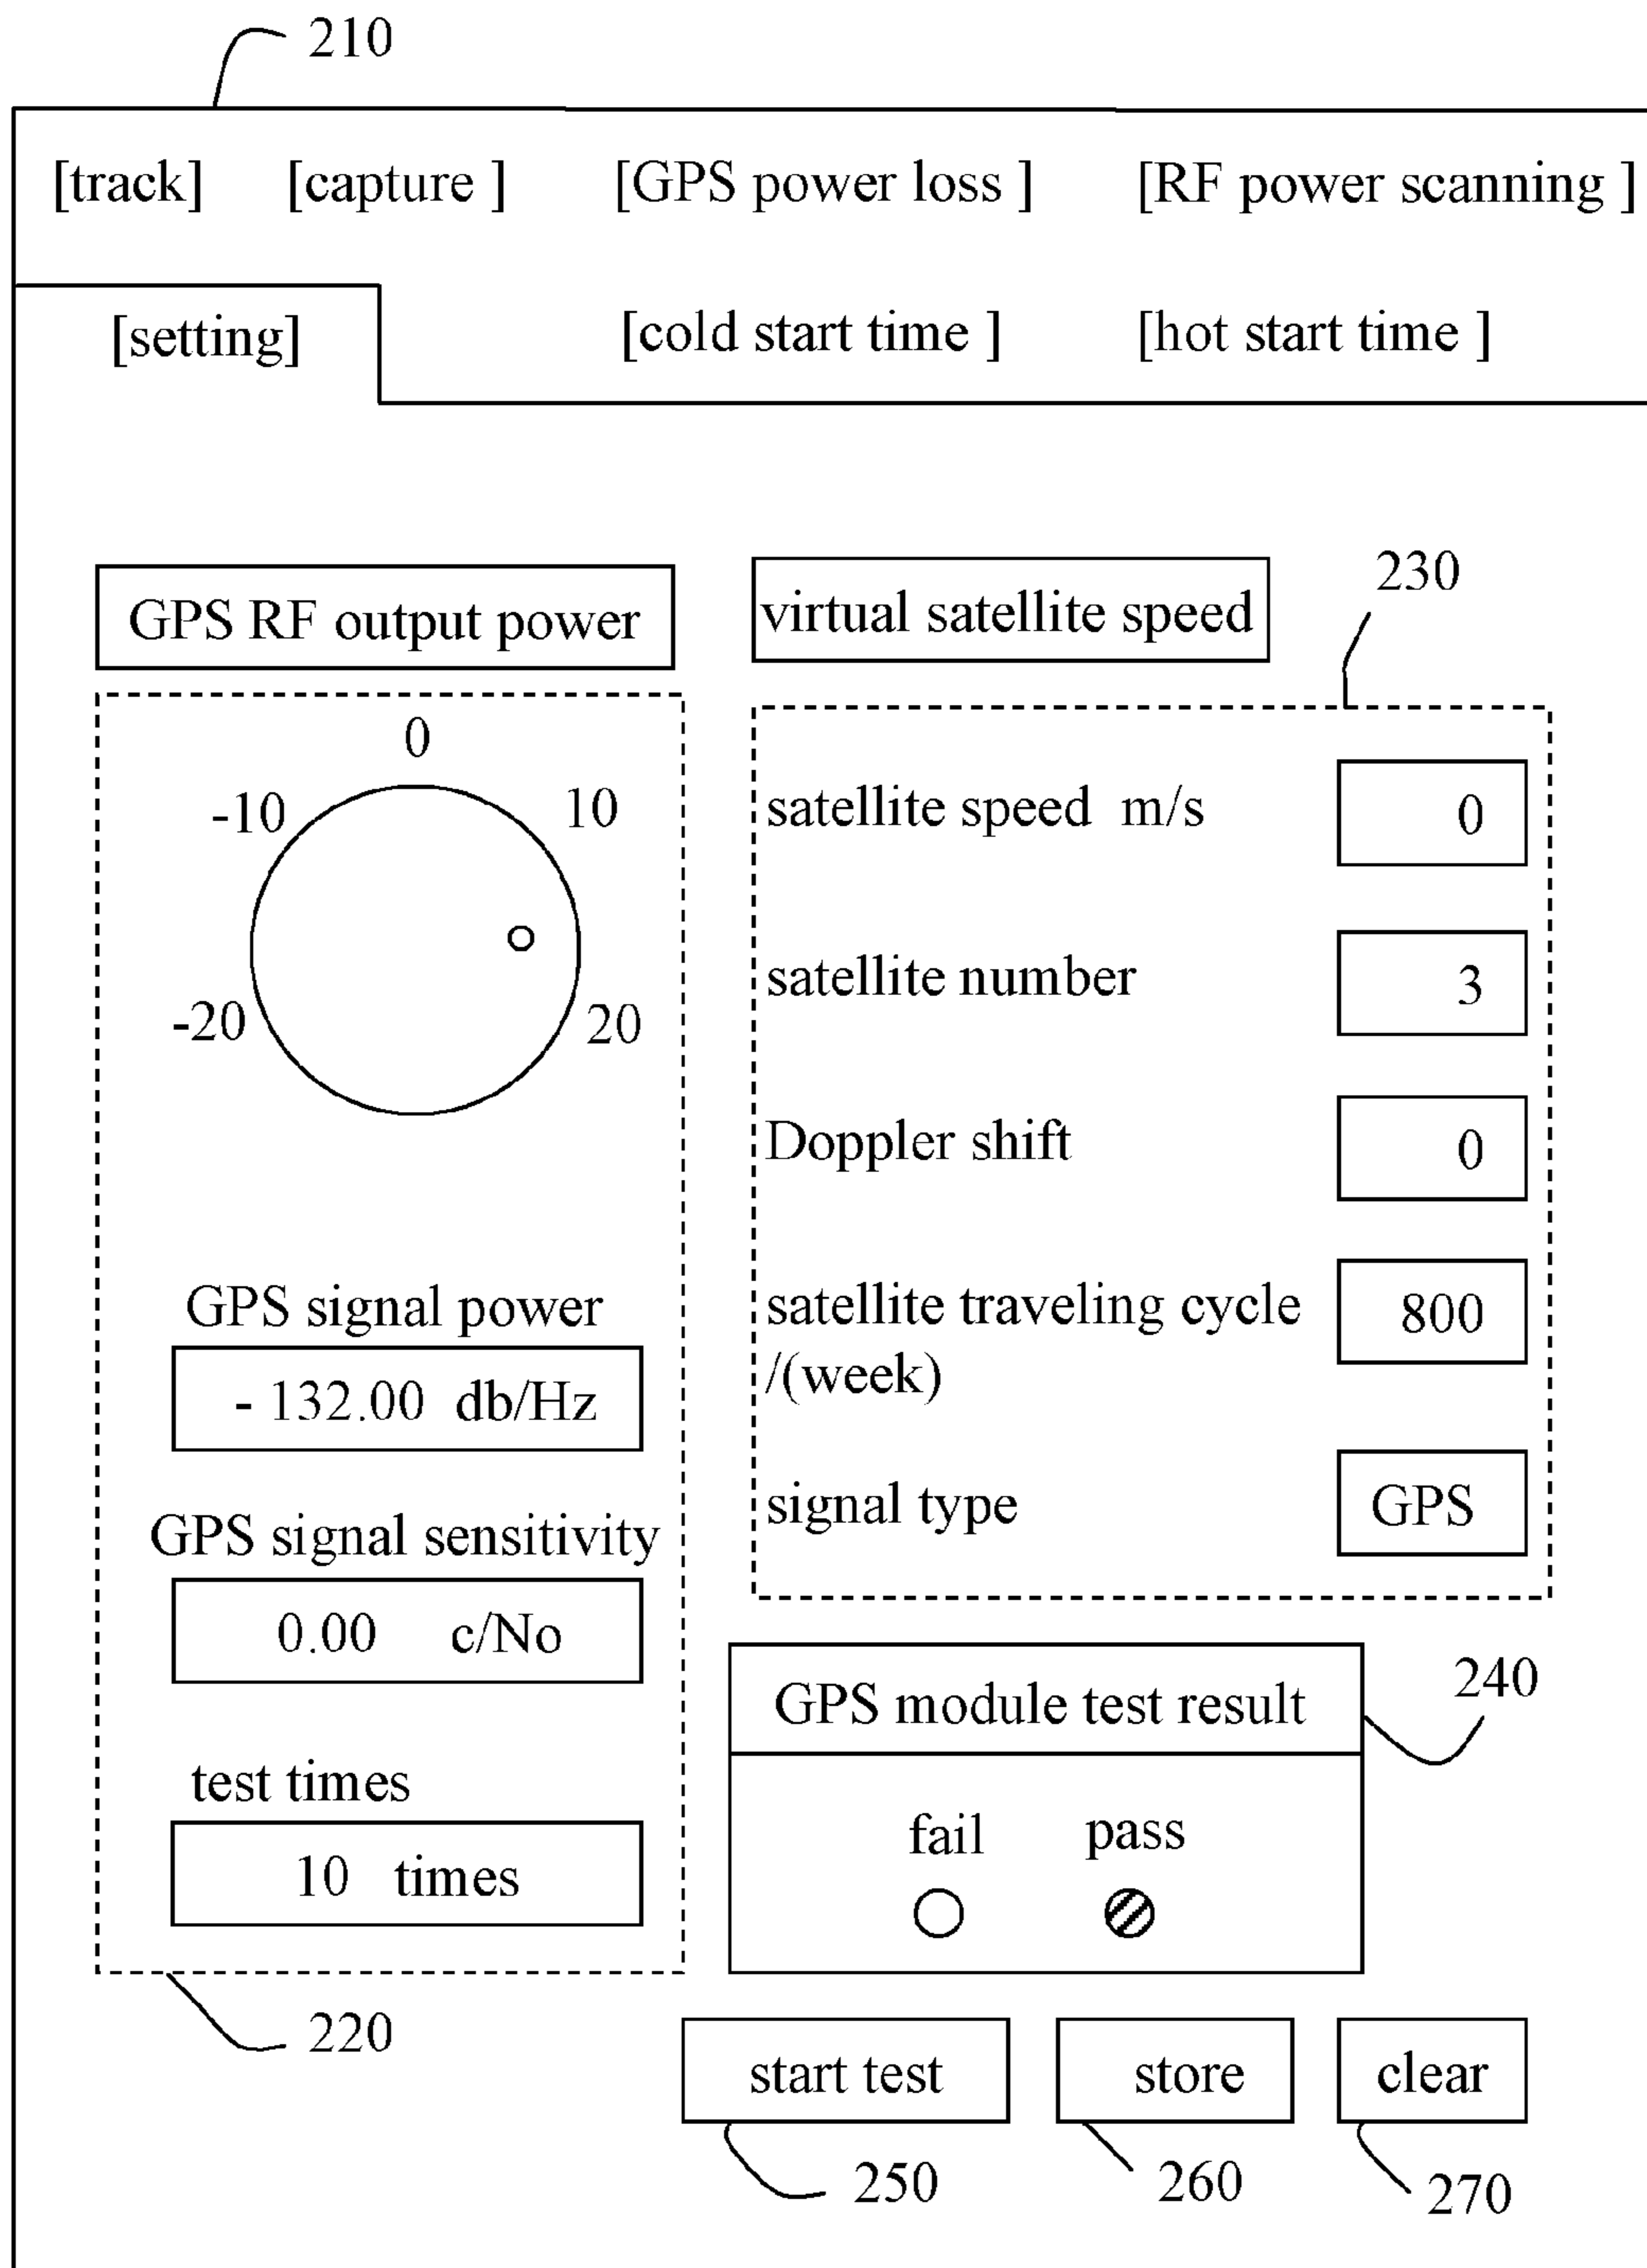 210
[track] [capture ] [GPS power loss ] [RF power scanning ]
[setting] [cold start time ] [hot start time ]
230
GPS RF output power
virtual satellite speed
0
-10
10
-20
20
GPS signal power
- 132.00 db/Hz
GPS signal sensitivity
0.00 c/No
test times
10 times
220
satellite speed m/s 0
satellite number 3
Doppler shift 0
satellite traveling cycle 800
/(week)
signal type GPS
GPS module test result
240
fail pass
start test store clear
250 260 270